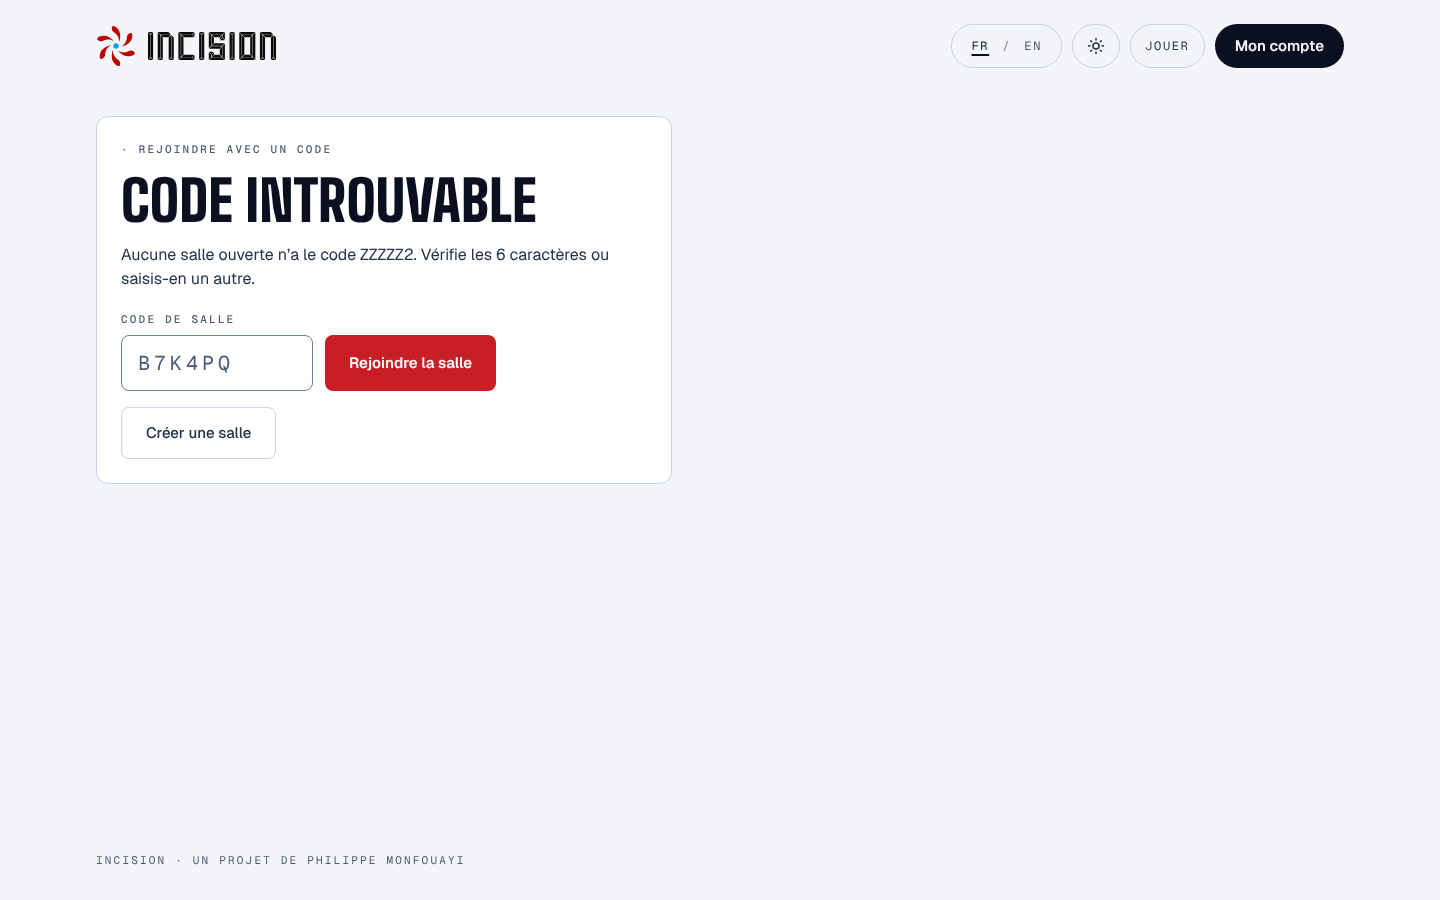 INCISION
FR / EN
JOUER
Mon compte
· REJOINDRE AVEC UN CODE
CODE INTROUVABLE
Aucune salle ouverte n'a le code ZZZZZ2. Vérifie les 6 caractères ou
saisis-en un autre.
CODE DE SALLE
B7K4PQ
Rejoindre la salle
Créer une salle
INCISION · UN PROJET DE PHILIPPE MONFOUAYI